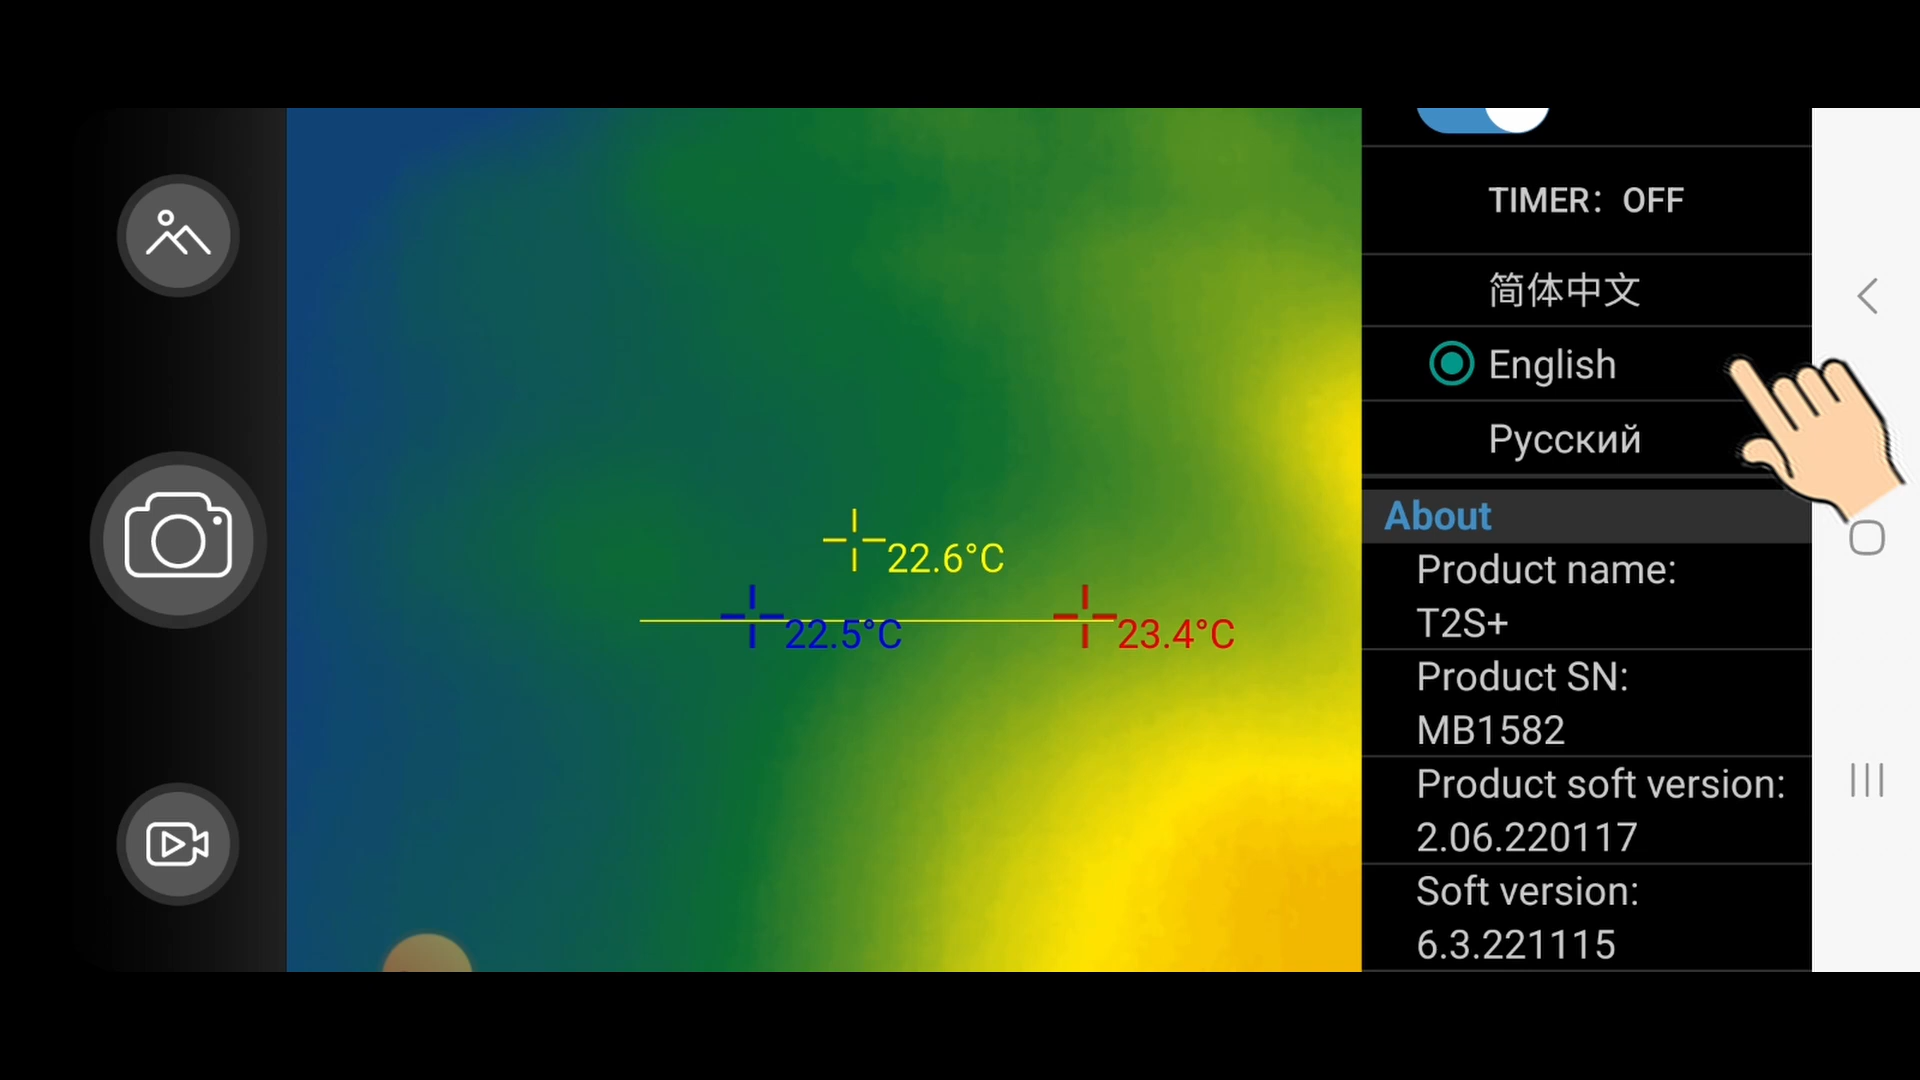 22.6°C
22.5°C
23.4°C
TIMER: OFF
简体中文
English
Русский
About
Product name:
T2S+
Product SN:
MB1582
Product soft version:
2.06.220117
Soft version:
6.3.221115